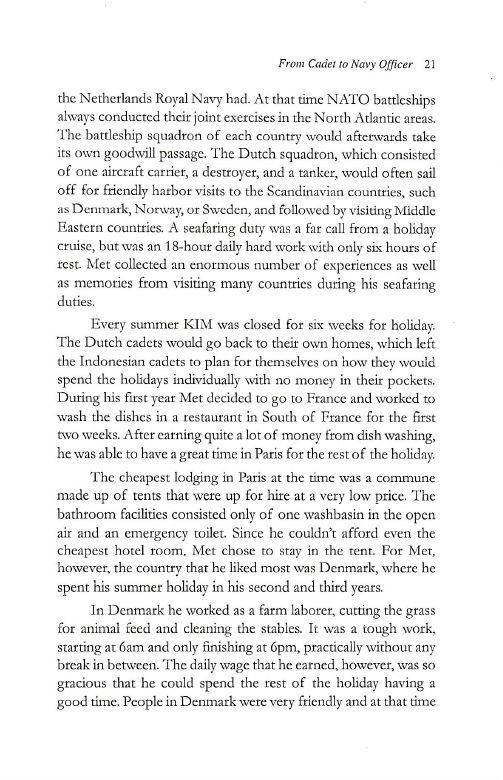 From Cadet to Navy Officer 21
the Netherlands Royal Navy had. At that time NATO battleships
always conducted their joint exercises in the North Atlantic areas.
The battleship squadron of each country would afterwards take
its own goodwill passage. The Dutch squadron, which consisted
of one aircraft carrier, a destroyer, and a tanker, would often sail
off for friendly harbor visits to the Scandinavian countries, such
as Denmark, Norway, or Sweden, and followed by visiting Middle
Eastern countries. A seafaring duty was a far call from a holiday
cruise, but was an 18-hour daily hard work with only six hours of
rest. Met collected an enormous number of experiences as well
as memories from visiting many countries during his seafaring
duties.
Every summer KIM was closed for six weeks for holiday.
The Dutch cadets would go back to their own homes, which left
the Indonesian cadets to plan for themselves on how they would
spend the holidays individually with no money in their pockets.
During his first year Met decided to go to France and worked to
wash the dishes in a restaurant in South of France for the first
two weeks. After earning quite a lot of money from dish washing,
he was able to have a great time in Paris for the rest of the holiday.
The cheapest lodging in Paris at the time was a commune
made up of tents that were up for hire at a very low price. The
bathroom facilities consisted only of one washbasin in the open
air and an emergency toilet. Since he couldn't afford even the
cheapest hotel room, Met chose to stay in the tent. For Met,
however, the country that he liked most was Denmark, where he
spent his summer holiday in his second and third years.
In Denmark he worked as a farm laborer, cutting the grass
for animal feed and cleaning the stables. It was a tough work,
starting at 6am and only finishing at 6pm, practically without any
break in between. The daily wage that he earned, however, was so
gracious that he could spend the rest of the holiday having a
good time. People in Denmark were very friendly and at that time